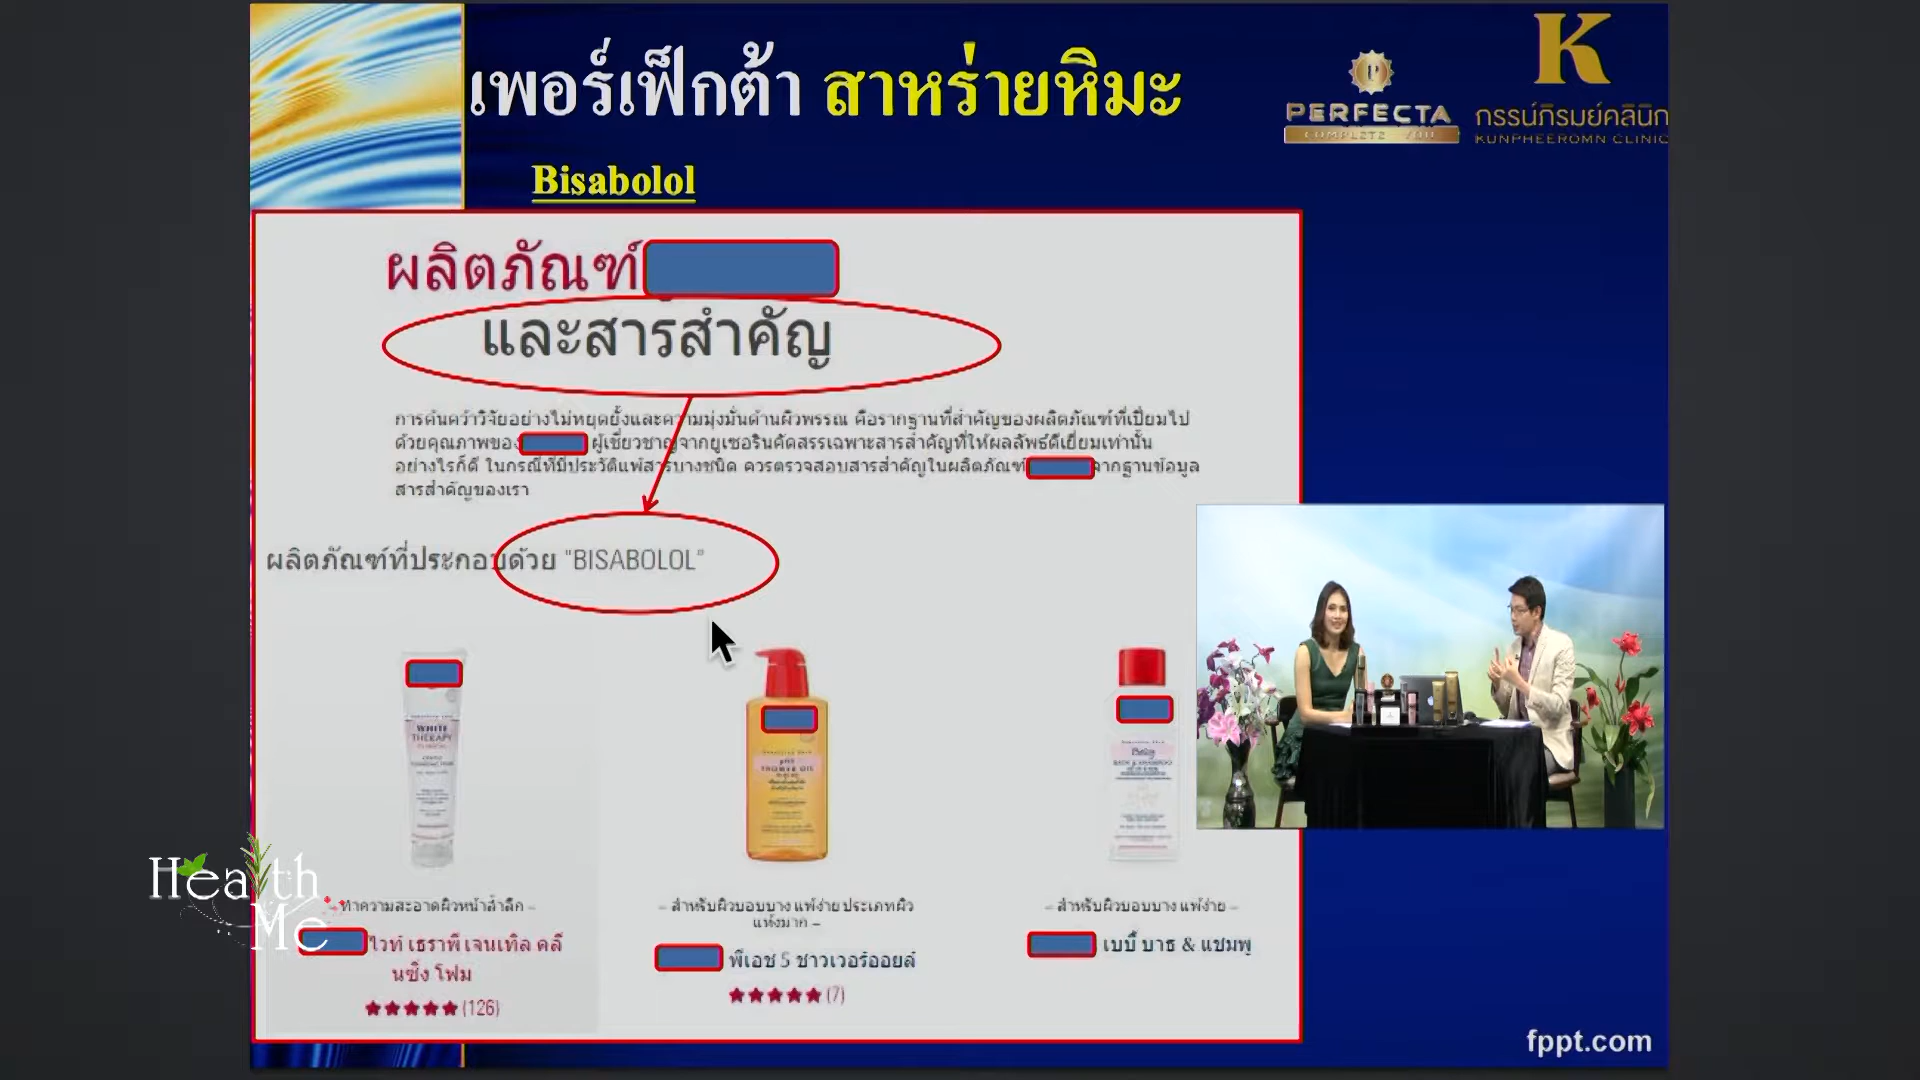 เพอร์เฟ็กต้า สาหร่ายหิมะ
PERFECTA
COMPLETE YOU
K
กรรณ์ภิรมย์คลินิก
KUNPHEEROMN CLINIC
Bisabolol
ผลิตภัณฑ์
และสารสำคัญ
การค้นคว้าวิจัยอย่างไม่หยุดยั้งและความมุ่งมั่นด้านผิวพรรณ คือรากฐานที่สำคัญของผลิตภัณฑ์ที่เปี่ยมไป
ด้วยคุณภาพของ ผู้เชี่ยวชาญจากยูเซอรินคัดสรรเฉพาะสารสำคัญที่ให้ผลลัพธ์ดีเยี่ยมเท่านั้น
อย่างไรก็ดี ในกรณีที่มีประวัติแพ้สารบางชนิด ควรตรวจสอบสารสำคัญในผลิตภัณฑ์ จากฐานข้อมูล
สารสำคัญของเรา
ผลิตภัณฑ์ที่ประกอบด้วย "BISABOLOL"
WHITE
THERAPY
pH5
SHOWER OIL
Baby
BATH & SHAMPOO
– ทำความสะอาดผิวหน้าล้ำลึก –
ไวท์ เธราพี เจนเทิล คลี
นซิ่ง โฟม
(126)
– สำหรับผิวบอบบาง แพ้ง่าย ประเภทผิว
แห้งมาก –
พีเอช 5 ชาวเวอร์ออยล์
(7)
– สำหรับผิวบอบบาง แพ้ง่าย –
เบบี้ บาธ & แชมพู
Health
Me
fppt.com